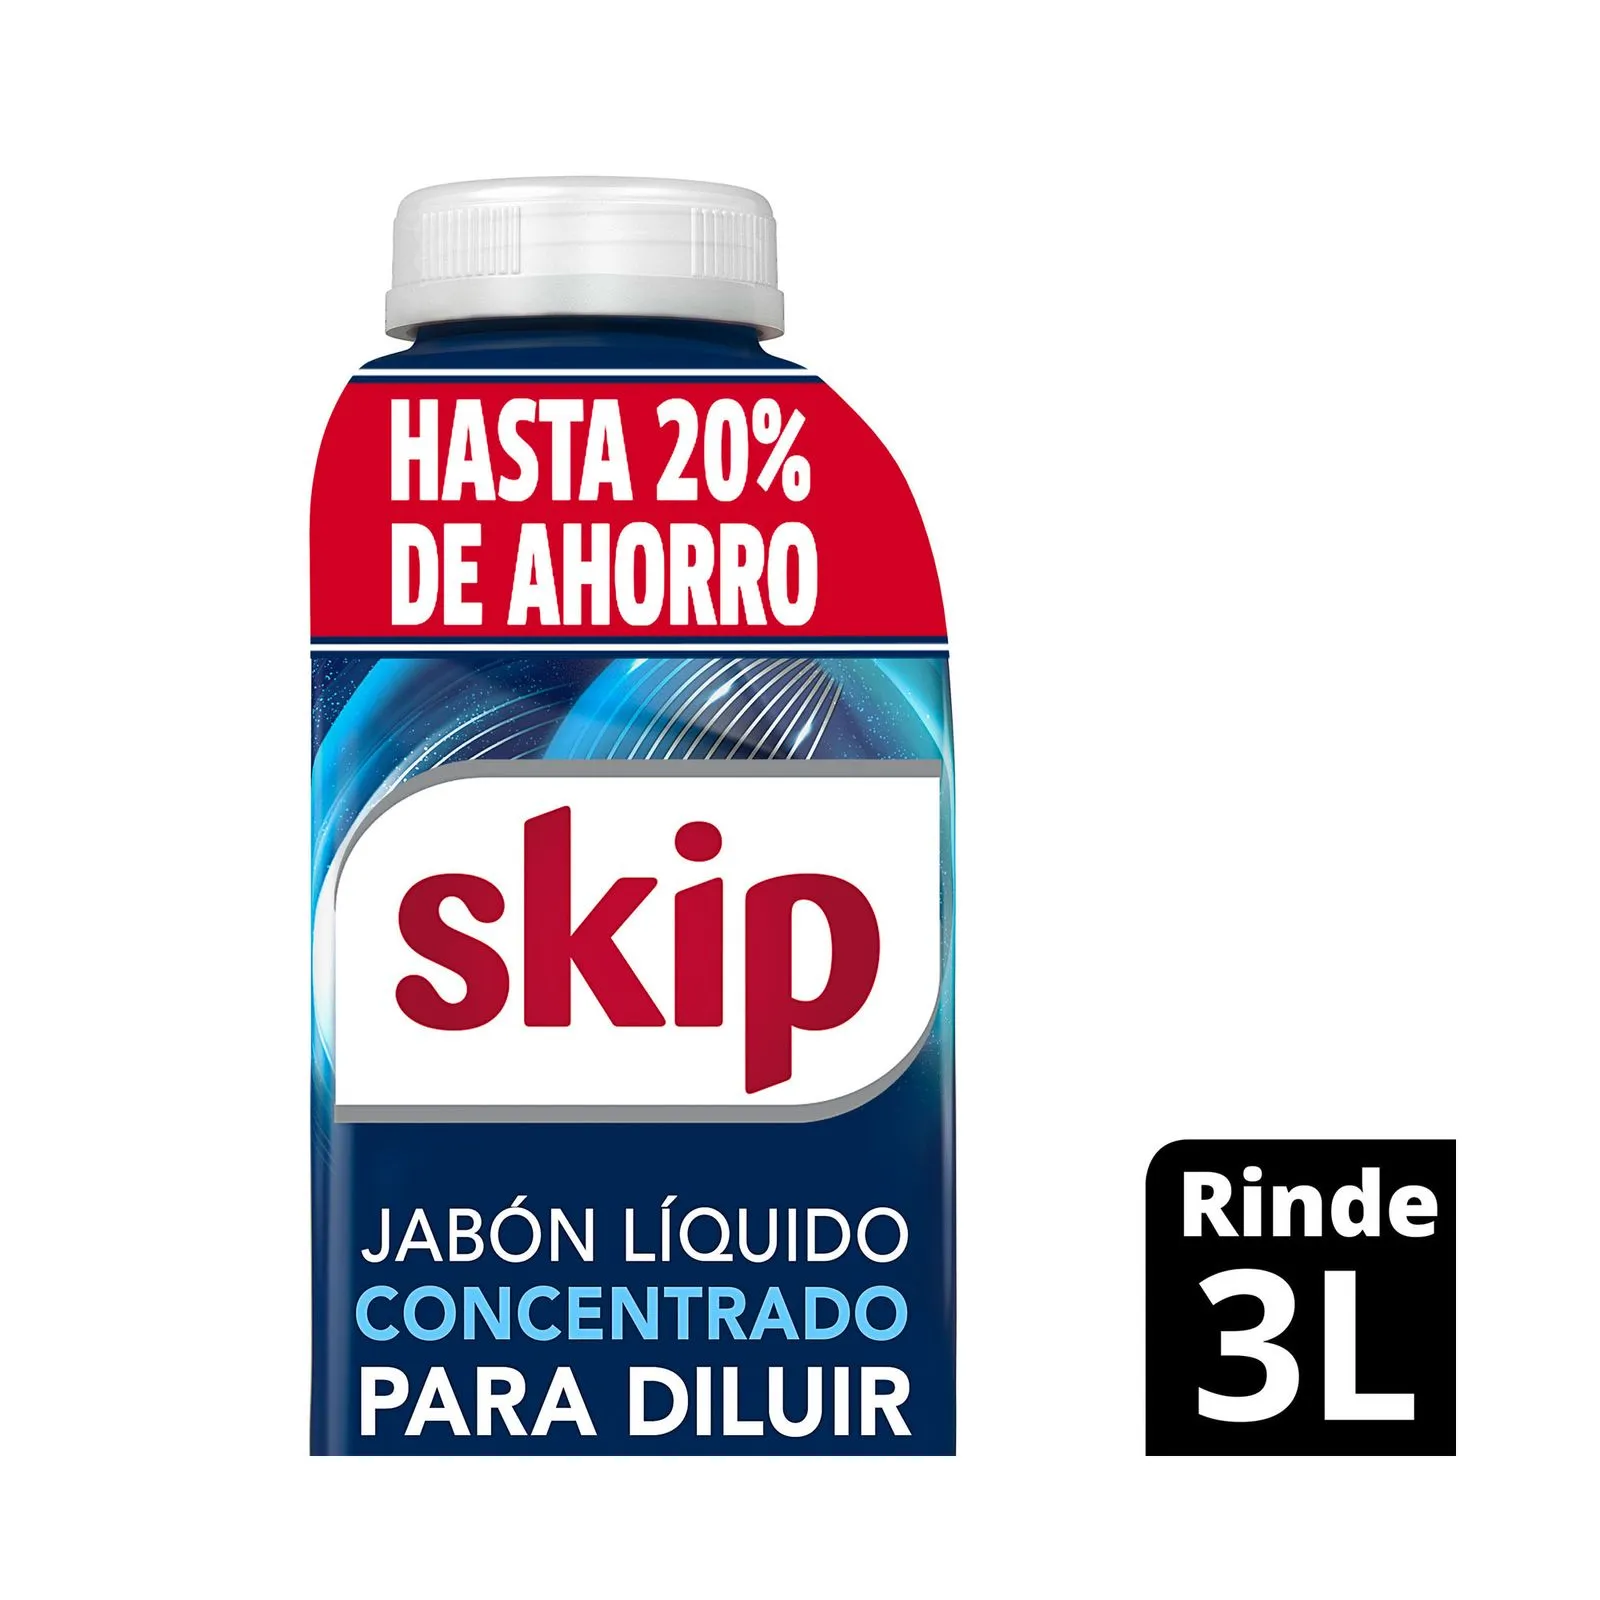 HASTA 20%
DE AHORRO
skip
JABÓN LÍQUIDO
CONCENTRADO
PARA DILUIR
Rinde
3L